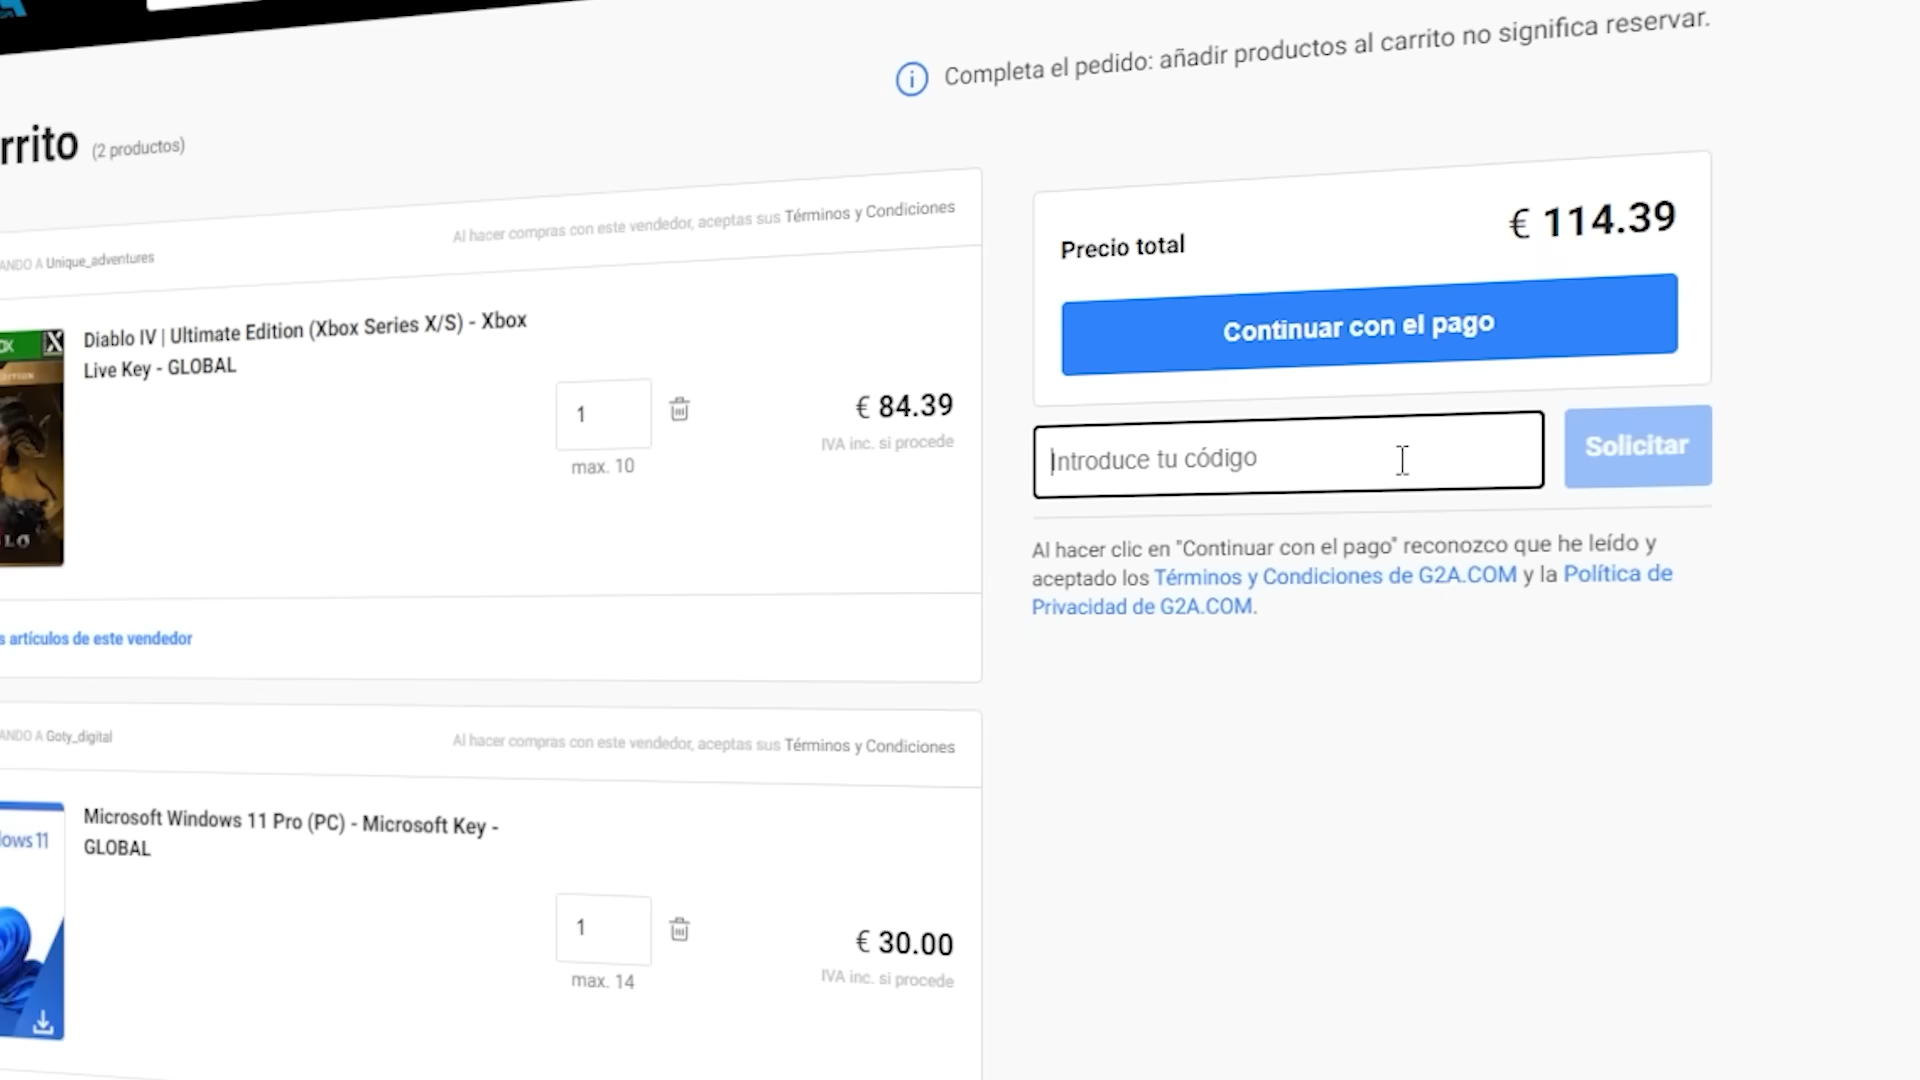 Completa el pedido: añadir productos al carrito no significa reservar.
rrito (2 productos)
ANDO A Unique_adventures
Al hacer compras con este vendedor, aceptas sus Términos y Condiciones
Diablo IV | Ultimate Edition (Xbox Series X/S) - Xbox
Live Key - GLOBAL
1
max. 10
€ 84.39
IVA inc. si procede
s artículos de este vendedor
ANDO A Goty_digital
Al hacer compras con este vendedor, aceptas sus Términos y Condiciones
lows 11
Microsoft Windows 11 Pro (PC) - Microsoft Key -
GLOBAL
1
max. 14
€ 30.00
IVA inc. si procede
Precio total
€ 114.39
Continuar con el pago
Introduce tu código
Solicitar
Al hacer clic en "Continuar con el pago" reconozco que he leído y
aceptado los Términos y Condiciones de G2A.COM y la Política de
Privacidad de G2A.COM.